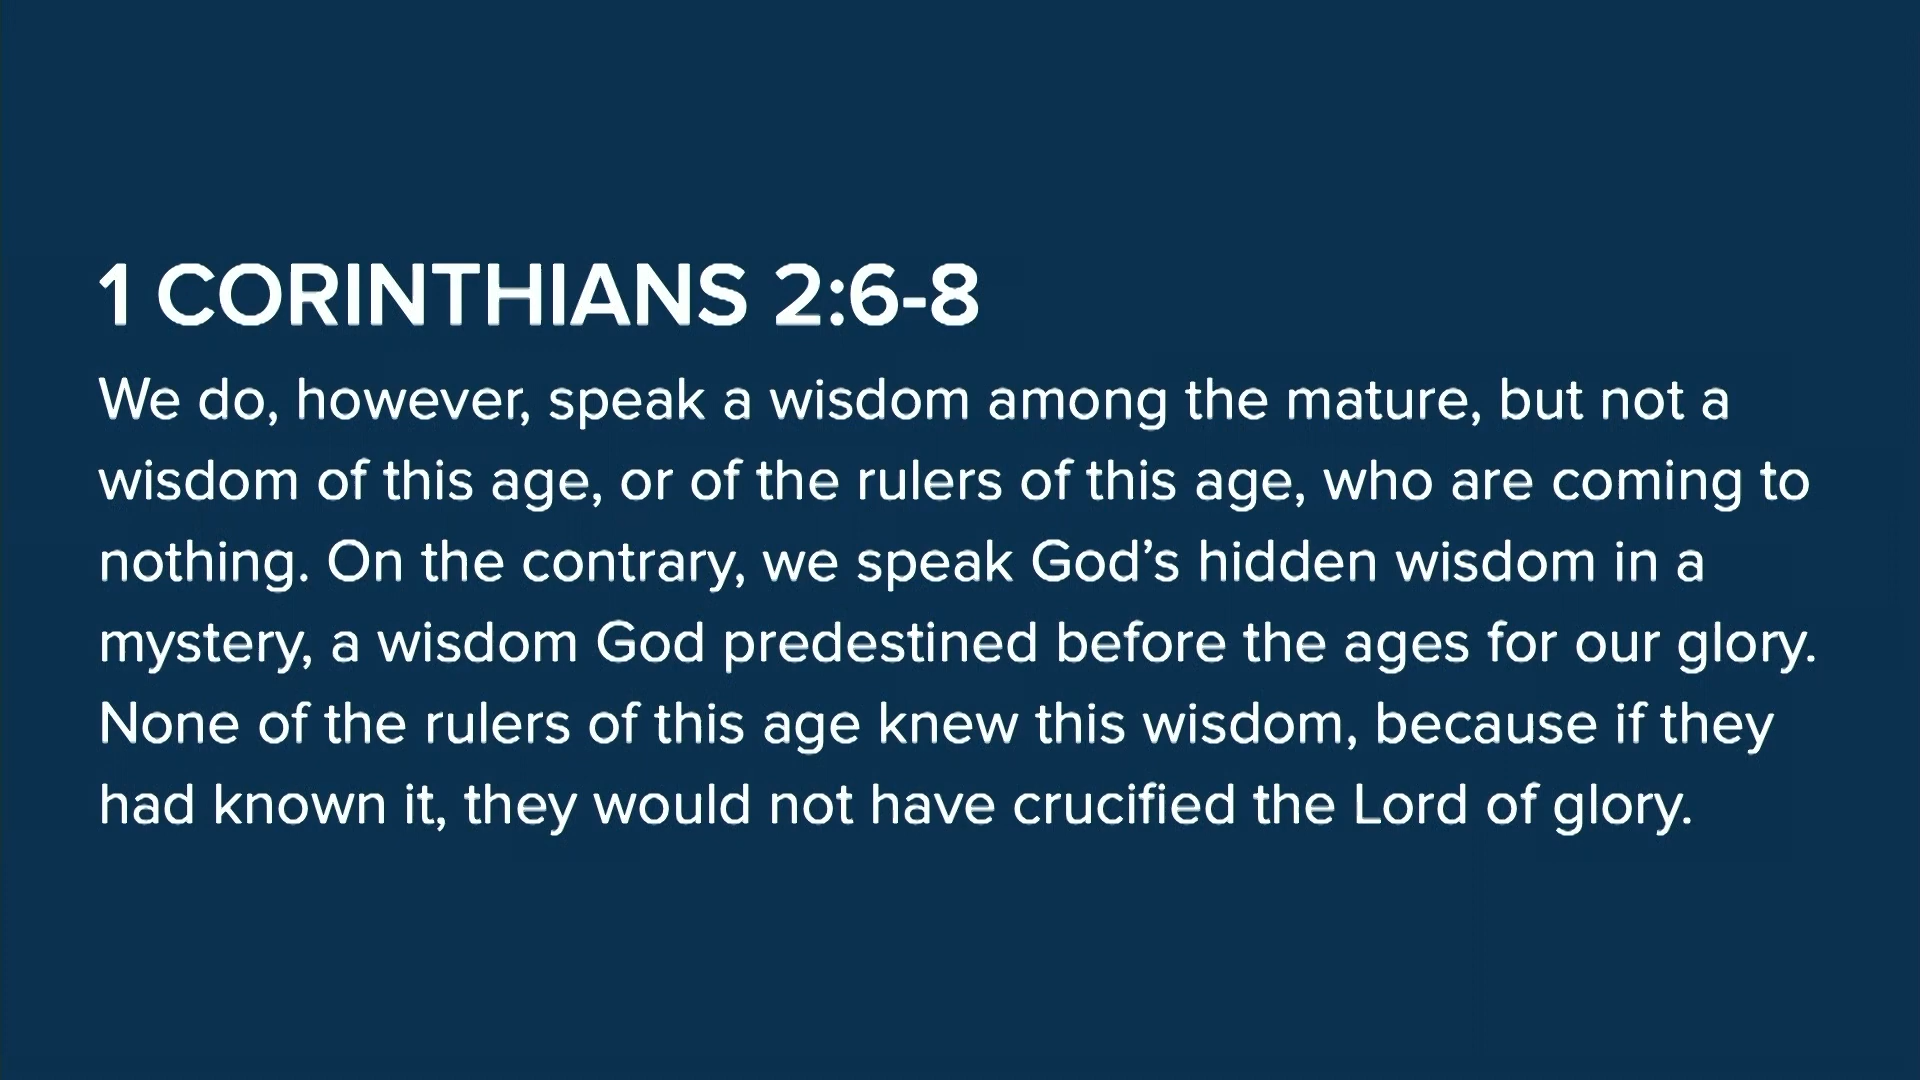 1 CORINTHIANS 2:6-8
We do, however, speak a wisdom among the mature, but not a
wisdom of this age, or of the rulers of this age, who are coming to
nothing. On the contrary, we speak God’s hidden wisdom in a
mystery, a wisdom God predestined before the ages for our glory.
None of the rulers of this age knew this wisdom, because if they
had known it, they would not have crucified the Lord of glory.